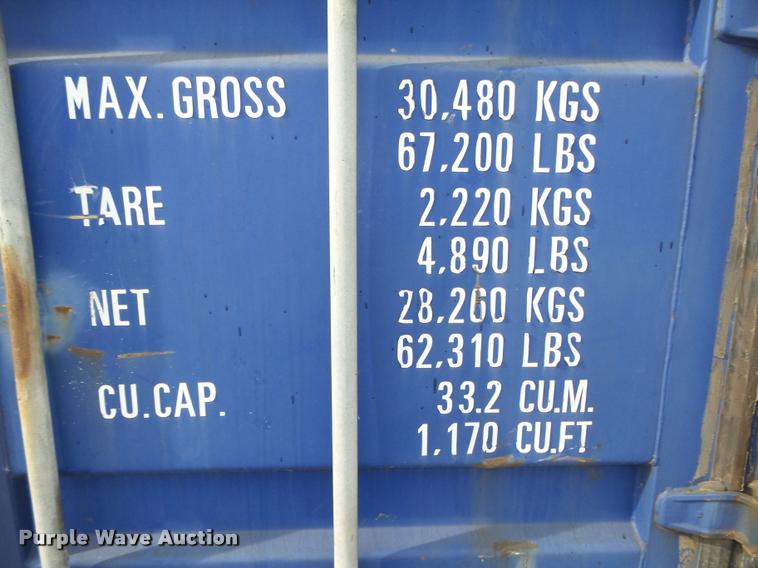 MAX. GROSS 30,480 KGS
67,200 LBS
TARE 2,220 KGS
4,890 LBS
NET 28,260 KGS
62,310 LBS
CU.CAP. 33.2 CU.M.
1,170 CU.FT
Purple Wave Auction